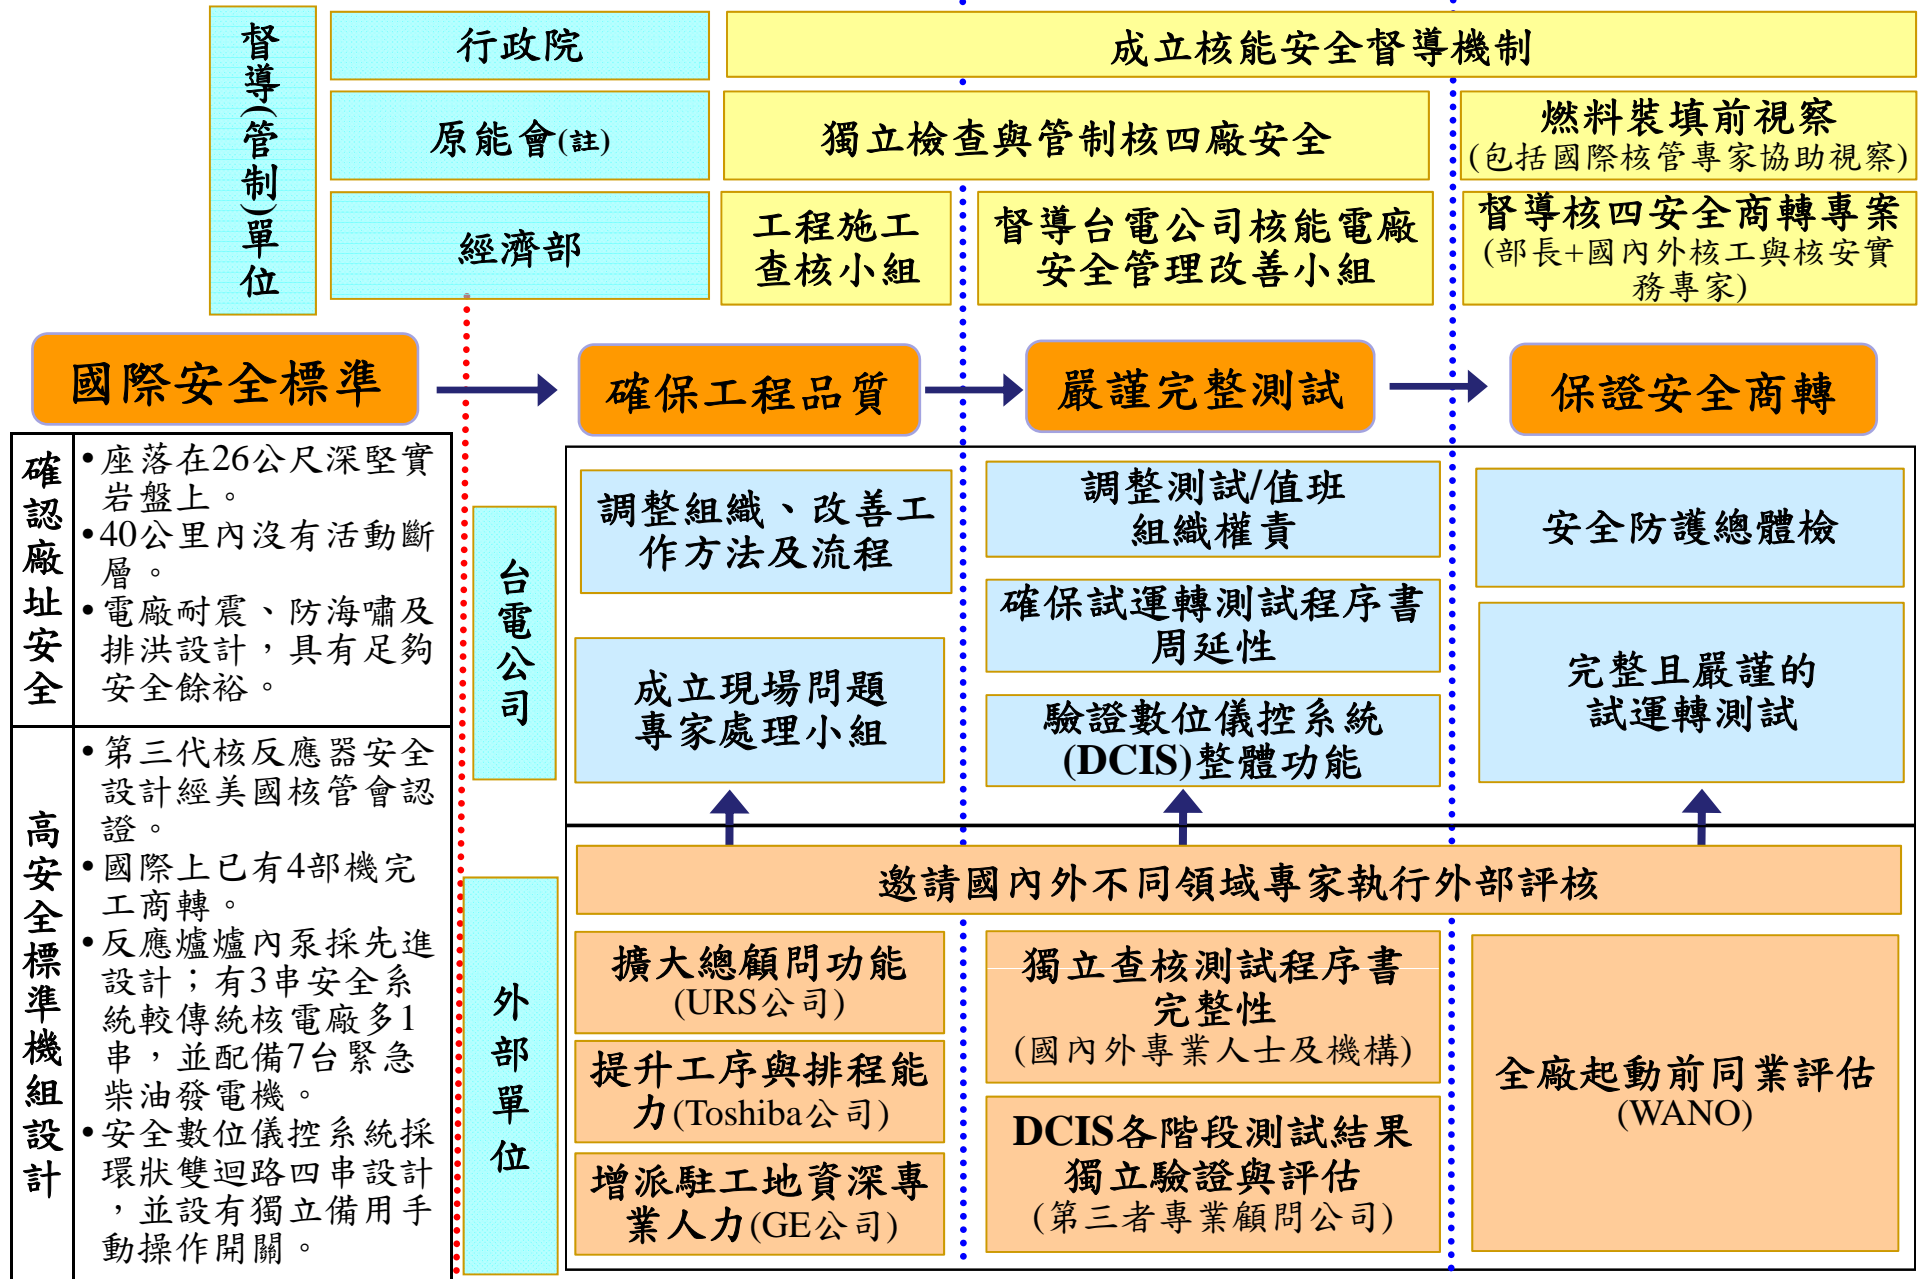 督導(管制)單位
行政院
成立核能安全督導機制
原能會(註)
獨立檢查與管制核四廠安全
燃料裝填前視察
(包括國際核管專家協助視察)
經濟部
工程施工
查核小組
督導台電公司核能電廠
安全管理改善小組
督導核四安全商轉專案
(部長+國內外核工與核安實
務專家)
國際安全標準
確保工程品質
嚴謹完整測試
保證安全商轉
確認廠址安全
•座落在26公尺深堅實
岩盤上。
•40公里內沒有活動斷
層。
•電廠耐震、防海嘯及
排洪設計，具有足夠
安全餘裕。
高安全標準機組設計
•第三代核反應器安全
設計經美國核管會認
證。
•國際上已有4部機完
工商轉。
•反應爐爐內泵採先進
設計；有3串安全系
統較傳統核電廠多1
串，並配備7台緊急
柴油發電機。
•安全數位儀控系統採
環狀雙迴路四串設計
，並設有獨立備用手
動操作開關。
台電公司
調整組織、改善工
作方法及流程
成立現場問題
專家處理小組
調整測試/值班
組織權責
確保試運轉測試程序書
周延性
驗證數位儀控系統
(DCIS)整體功能
安全防護總體檢
完整且嚴謹的
試運轉測試
外部單位
邀請國內外不同領域專家執行外部評核
擴大總顧問功能
(URS公司)
提升工序與排程能
力(Toshiba公司)
增派駐工地資深專
業人力(GE公司)
獨立查核測試程序書
完整性
(國內外專業人士及機構)
DCIS各階段測試結果
獨立驗證與評估
(第三者專業顧問公司)
全廠起動前同業評估
(WANO)